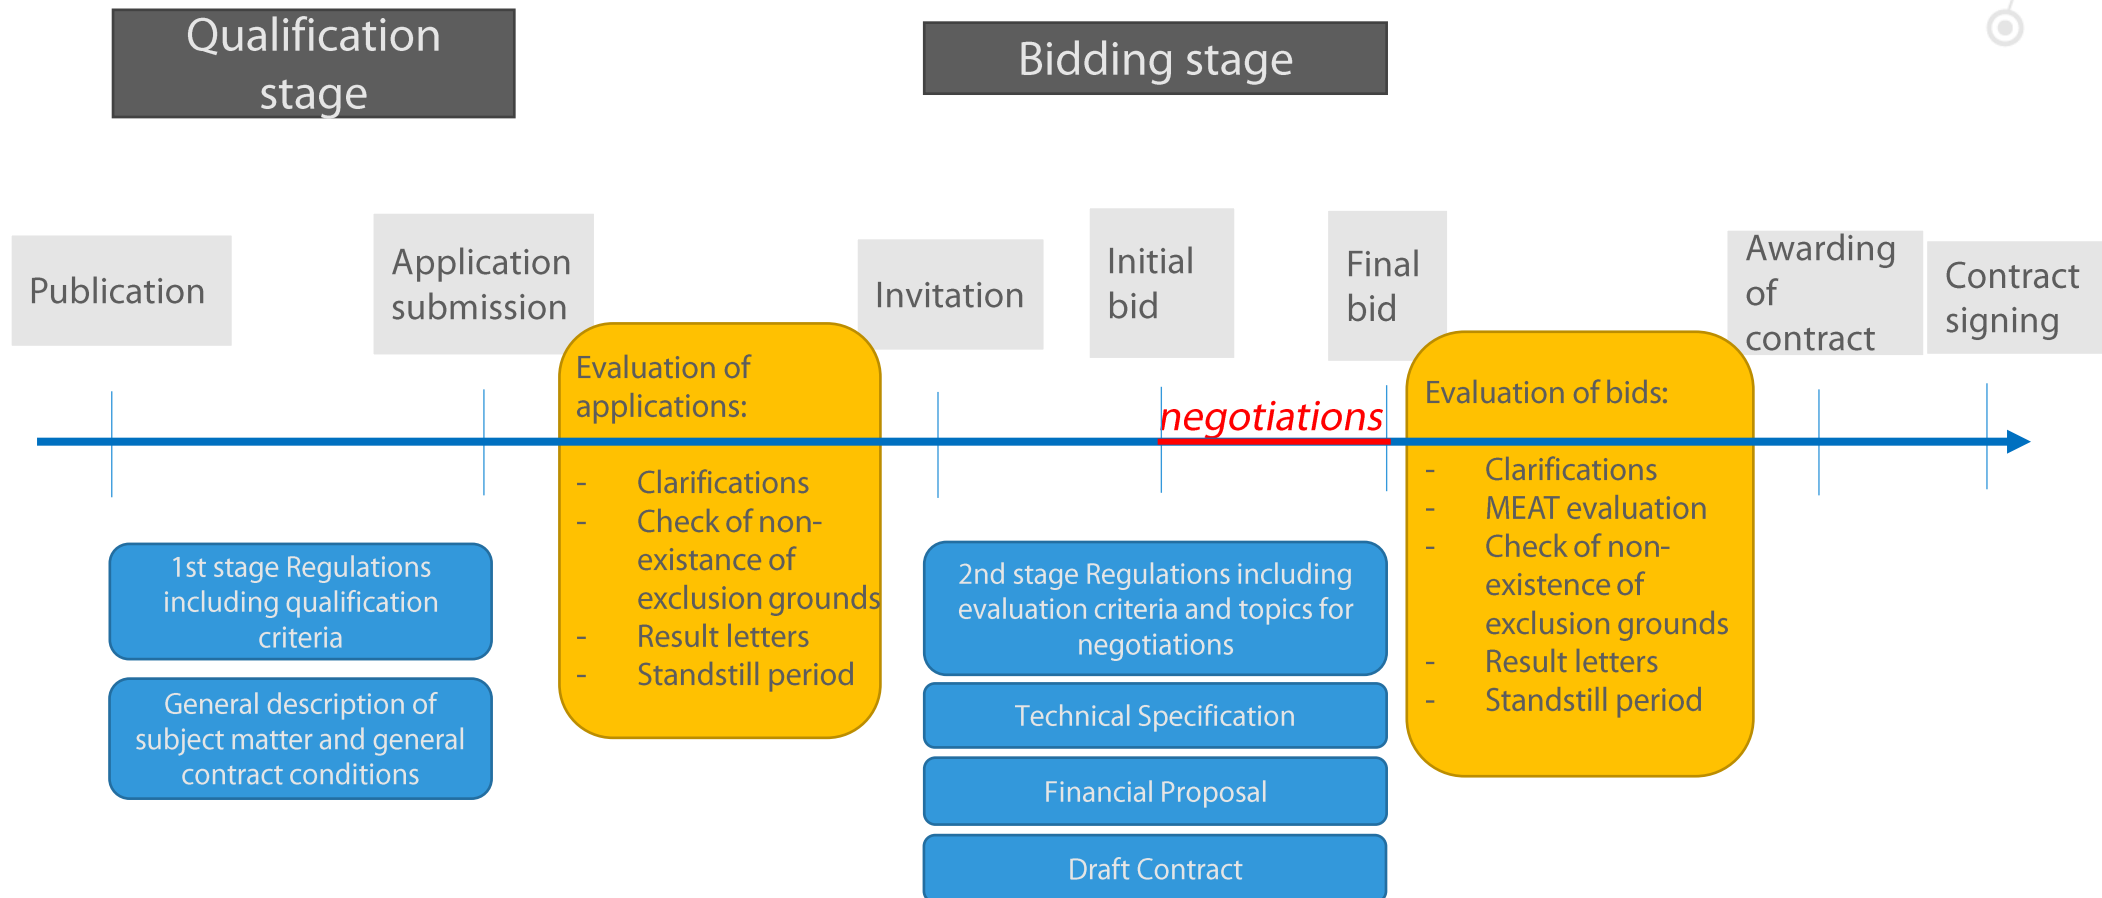 Qualification
stage
Bidding stage
Publication
Application
submission
Invitation
Initial
bid
Final
bid
Awarding
of
contract
Contract
signing
negotiations
Evaluation of
applications:
- Clarifications
- Check of non-
existance of
exclusion grounds
- Result letters
- Standstill period
Evaluation of bids:
- Clarifications
- MEAT evaluation
- Check of non-
existence of
exclusion grounds
- Result letters
- Standstill period
1st stage Regulations
including qualification
criteria
General description of
subject matter and general
contract conditions
2nd stage Regulations including
evaluation criteria and topics for
negotiations
Technical Specification
Financial Proposal
Draft Contract